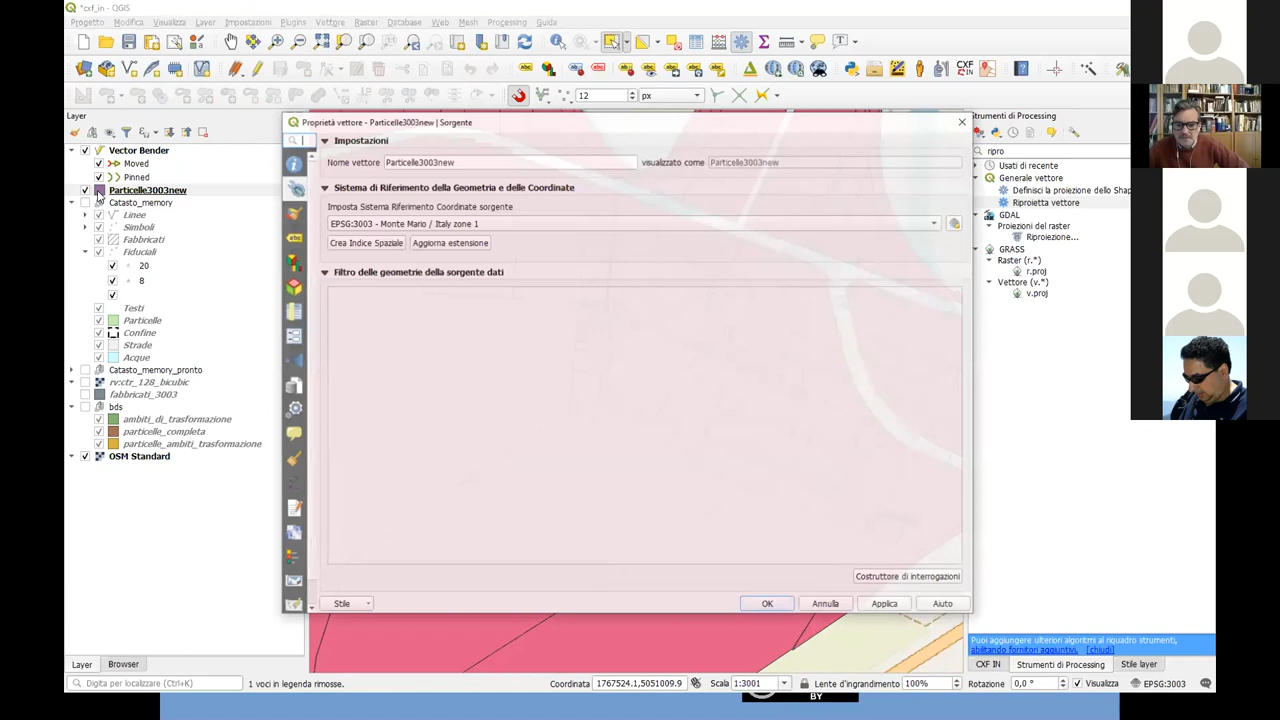 *cxf_in - QGIS
Progetto Modifica Visualizza Layer Impostazioni Plugins Vettore Raster Database Web Mesh Processing Guida
CXF IN
12 px
Layer
Vector Bender
Moved
Pinned
Particelle3003new
Catasto_memory
Linee
Simboli
Fabbricati
Fiduciali
20
8
Testi
Particelle
Confine
Strade
Acque
Catasto_memory_pronto
rv:ctr_128_bicubic
fabbricati_3003
bds
ambiti_di_trasformazione
particelle_completa
particelle_ambiti_trasformazione
OSM Standard
Layer Browser
Proprietà vettore - Particelle3003new | Sorgente
Impostazioni
Nome vettore Particelle3003new visualizzato come Particelle3003new
Sistema di Riferimento della Geometria e delle Coordinate
Imposta Sistema Riferimento Coordinate sorgente
EPSG:3003 - Monte Mario / Italy zone 1
Crea Indice Spaziale Aggiorna estensione
Filtro delle geometrie della sorgente dati
Costruttore di interrogazioni
Stile OK Annulla Applica Aiuto
Strumenti di Processing
ripro
Usati di recente
Generale vettore
Definisci la proiezione dello Shap
Riproietta vettore
GDAL
Proiezioni del raster
Riproiezione...
GRASS
Raster (r.*)
r.proj
Vettore (v.*)
v.proj
Puoi aggiungere ulteriori algoritmi al riquadro strumenti,
abilitando fornitori aggiuntivi. [chiudi]
CXF IN Strumenti di Processing Stile layer
Digita per localizzare (Ctrl+K) 1 voci in legenda rimosse. Coordinata 1767524.1,5051009.9 Scala 1:3001 Lente d'ingrandimento 100% Rotazione 0,0 ° Visualizza EPSG:3003
BY